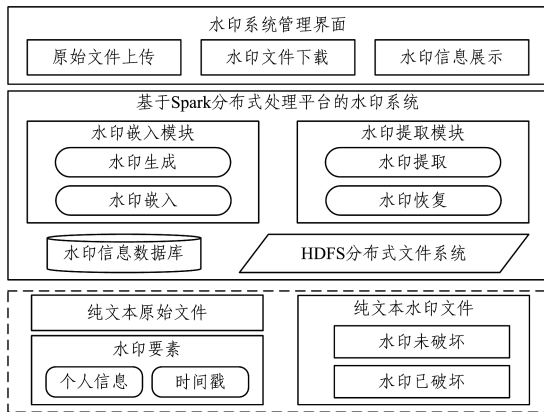 水印系统管理界面
原始文件上传
水印文件下载
水印信息展示
基于Spark分布式处理平台的水印系统
水印嵌入模块
水印生成
水印嵌入
水印提取模块
水印提取
水印恢复
水印信息数据库
HDFS分布式文件系统
纯文本原始文件
水印要素
个人信息
时间戳
纯文本水印文件
水印未破坏
水印已破坏